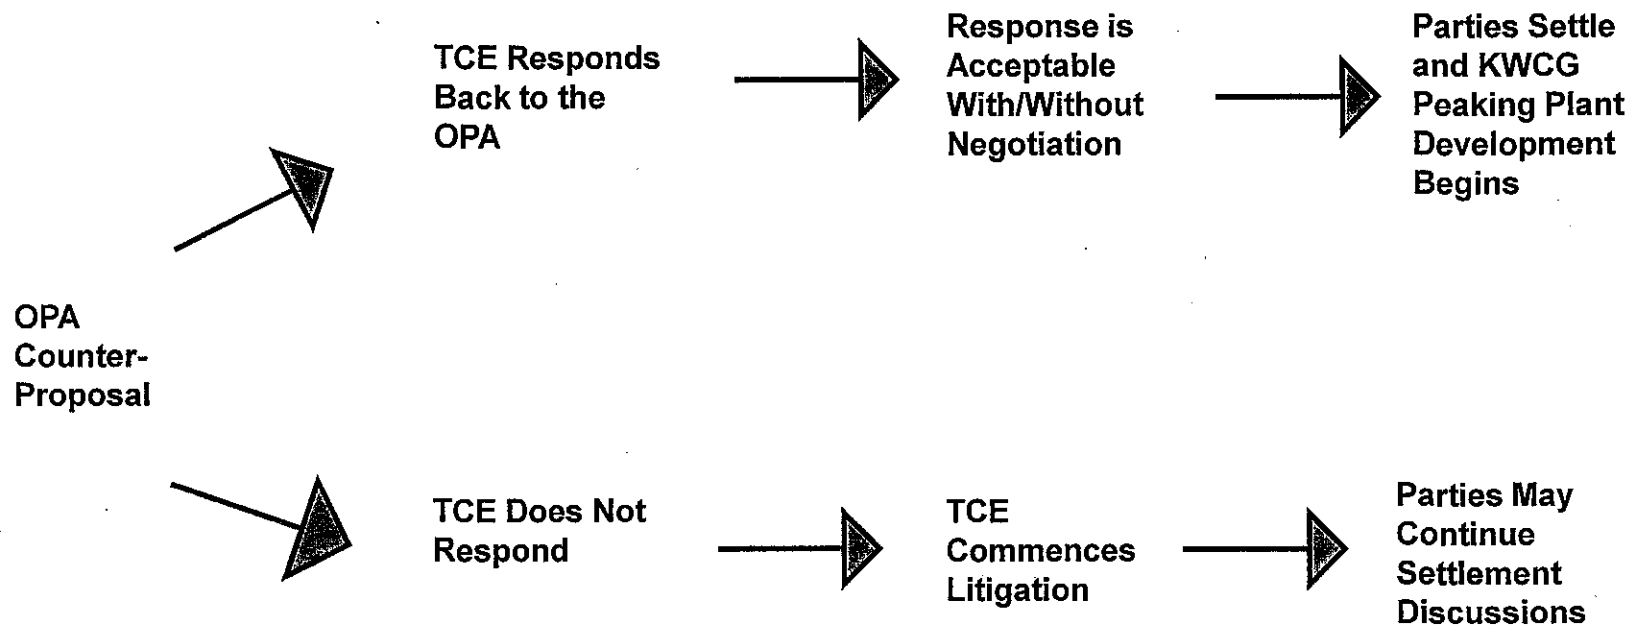 OPA
Counter-
Proposal
TCE Responds
Back to the
OPA
Response is
Acceptable
With/Without
Negotiation
Parties Settle
and KWCG
Peaking Plant
Development
Begins
TCE Does Not
Respond
TCE
Commences
Litigation
Parties May
Continue
Settlement
Discussions